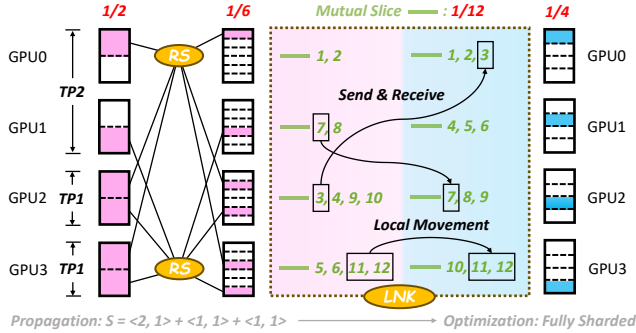 1/2 1/6 Mutual Slice — : 1/12 1/4
GPU0 RS 1, 2 1, 2, 3 GPU0
TP2 Send & Receive
GPU1 7, 8 4, 5, 6 GPU1
GPU2 TP1 3, 4, 9, 10 7, 8, 9 GPU2
Local Movement
GPU3 TP1 RS 5, 6, 11, 12 10, 11, 12 GPU3
LNK
Propagation: S = <2, 1> + <1, 1> + <1, 1> Optimization: Fully Sharded